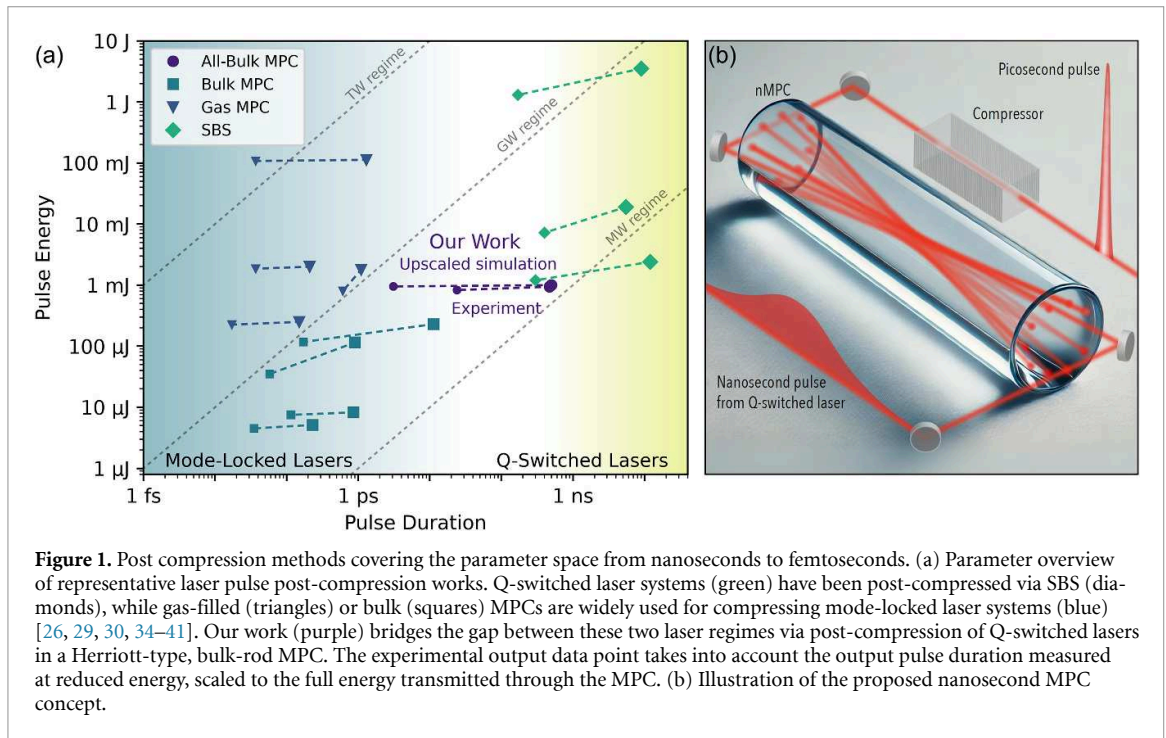 (a)
10 J
1 J
100 mJ
10 mJ
1 mJ
100 µJ
10 µJ
1 µJ
Pulse Energy
All-Bulk MPC
Bulk MPC
Gas MPC
SBS
TW regime
GW regime
MW regime
Our Work
Upscaled simulation
Experiment
Mode-Locked Lasers
Q-Switched Lasers
1 fs
1 ps
1 ns
Pulse Duration
(b)
nMPC
Picosecond pulse
Compressor
Nanosecond pulse
from Q-switched laser
Figure 1. Post compression methods covering the parameter space from nanoseconds to femtoseconds. (a) Parameter overview
of representative laser pulse post-compression works. Q-switched laser systems (green) have been post-compressed via SBS (dia-
monds), while gas-filled (triangles) or bulk (squares) MPCs are widely used for compressing mode-locked laser systems (blue)
[26, 29, 30, 34–41]. Our work (purple) bridges the gap between these two laser regimes via post-compression of Q-switched lasers
in a Herriott-type, bulk-rod MPC. The experimental output data point takes into account the output pulse duration measured
at reduced energy, scaled to the full energy transmitted through the MPC. (b) Illustration of the proposed nanosecond MPC
concept.